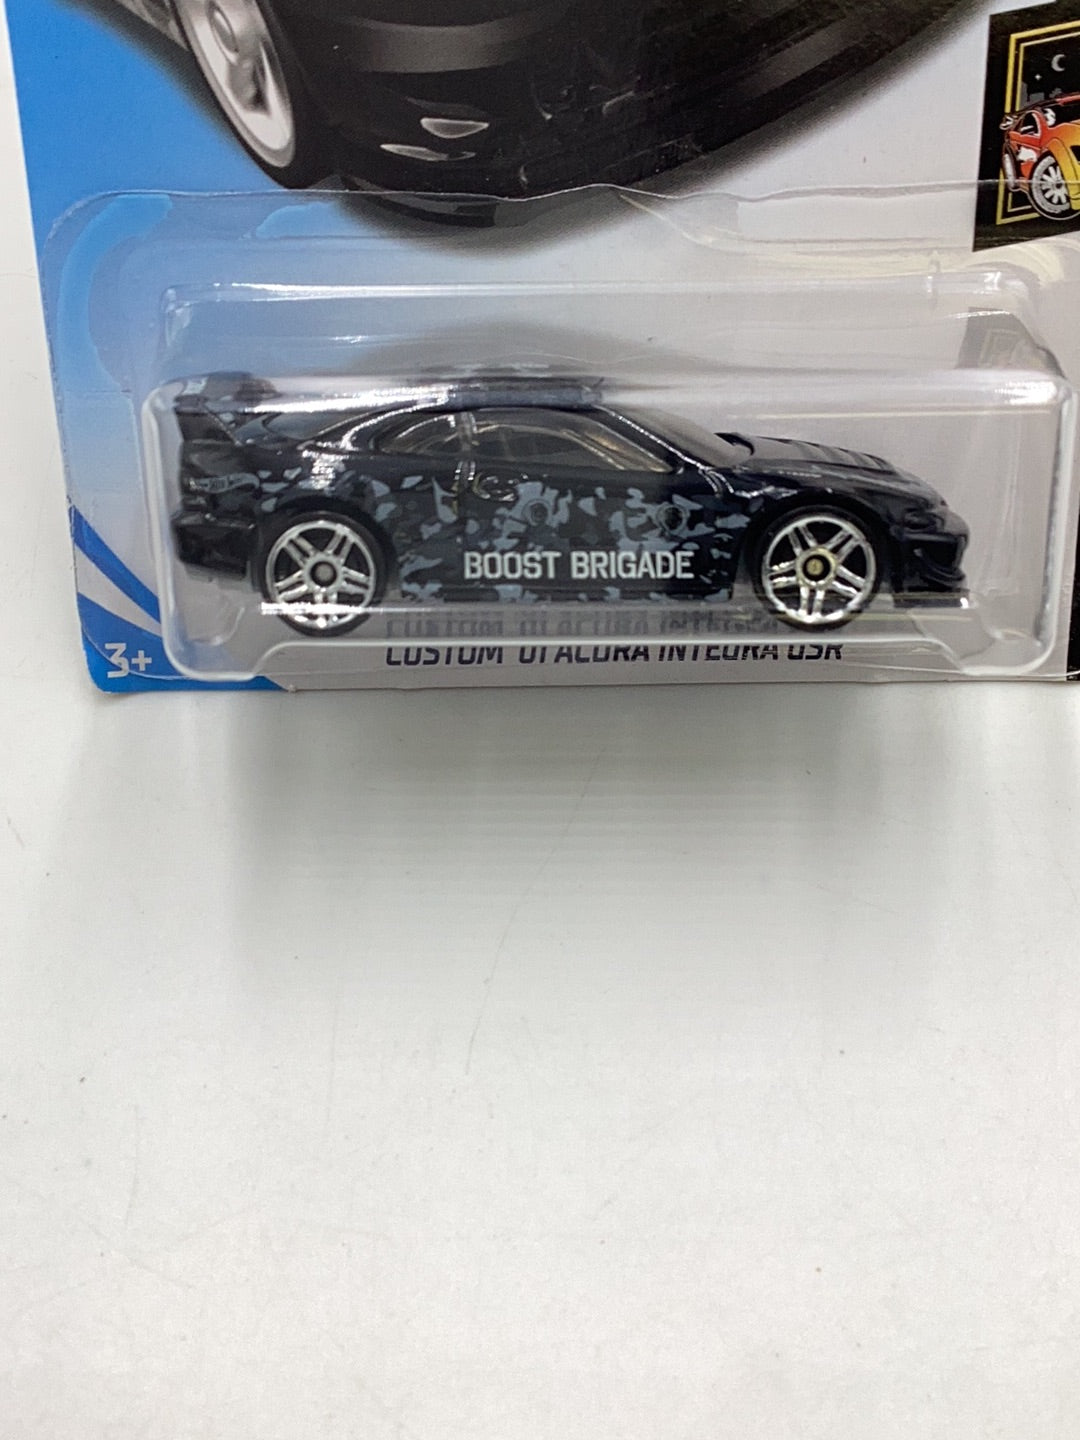 BOOST BRIGADE
CUSTOM '01 ACURA INTEGRA GSR
3+